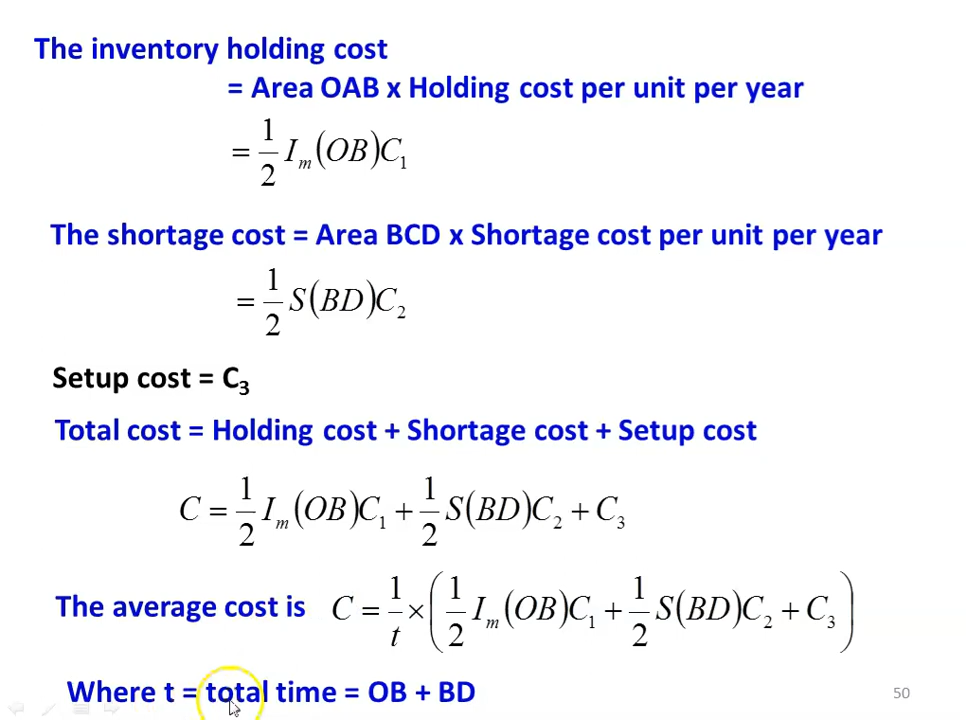 The inventory holding cost
= Area OAB x Holding cost per unit per year
= 1/2 I_m (OB) C_1
The shortage cost = Area BCD x Shortage cost per unit per year
= 1/2 S(BD) C_2
Setup cost = C_3
Total cost = Holding cost + Shortage cost + Setup cost
C = 1/2 I_m (OB) C_1 + 1/2 S(BD) C_2 + C_3
The average cost is C = 1/t × ( 1/2 I_m (OB) C_1 + 1/2 S(BD) C_2 + C_3 )
Where t = total time = OB + BD
50